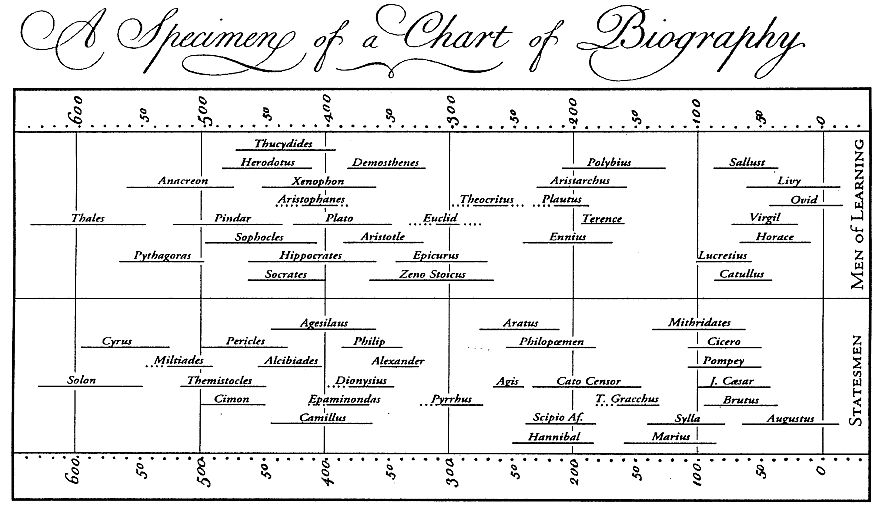 A Specimen of a Chart of Biography
600 50 500 50 400 50 300 50 200 50 100 50 0
Thucydides
Herodotus Demosthenes Polybius Sallust
Anacreon Xenophon Aristarchus Livy
Aristophanes Theocritus Plautus Ovid
Thales Pindar Plato Euclid Terence Virgil
Sophocles Aristotle Ennius Horace
Pythagoras Hippocrates Epicurus Lucretius
Socrates Zeno Stoicus Catullus
MEN OF LEARNING
Agesilaus Aratus Mithridates
Cyrus Pericles Philip Philopœmen Cicero
Miltiades Alcibiades Alexander Pompey
Solon Themistocles Dionysius Agis Cato Censor J. Cæsar
Cimon Epaminondas Pyrrhus T. Gracchus Brutus
Camillus Scipio Af. Sylla Augustus
Hannibal Marius
STATESMEN
600 50 500 50 400 50 300 50 200 50 100 50 0